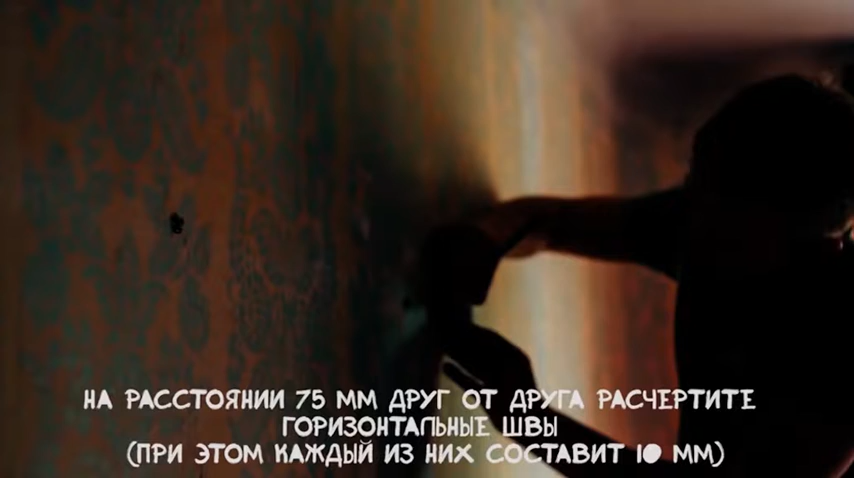 НА РАССТОЯНИИ 75 ММ ДРУГ ОТ ДРУГА РАСЧЕРТИТЕ
ГОРИЗОНТАЛЬНЫЕ ШВЫ
(ПРИ ЭТОМ КАЖДЫЙ ИЗ НИХ СОСТАВИТ 10 ММ)